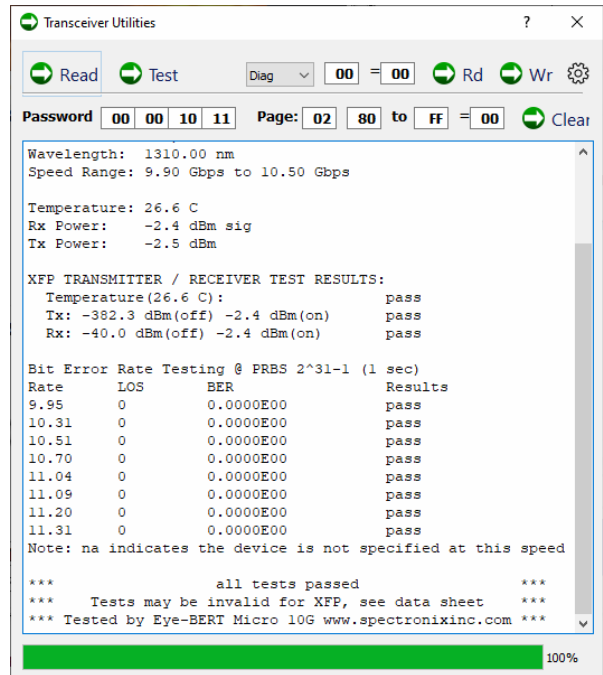 Transceiver Utilities ? ×
Read Test Diag 00 = 00 Rd Wr
Password 00 00 10 11 Page: 02 80 to FF = 00 Clear
Wavelength: 1310.00 nm
Speed Range: 9.90 Gbps to 10.50 Gbps
Temperature: 26.6 C
Rx Power: -2.4 dBm sig
Tx Power: -2.5 dBm
XFP TRANSMITTER / RECEIVER TEST RESULTS:
Temperature(26.6 C): pass
Tx: -382.3 dBm(off) -2.4 dBm(on) pass
Rx: -40.0 dBm(off) -2.4 dBm(on) pass
Bit Error Rate Testing @ PRBS 2^31-1 (1 sec)
Rate LOS BER Results
9.95 0 0.0000E00 pass
10.31 0 0.0000E00 pass
10.51 0 0.0000E00 pass
10.70 0 0.0000E00 pass
11.04 0 0.0000E00 pass
11.09 0 0.0000E00 pass
11.20 0 0.0000E00 pass
11.31 0 0.0000E00 pass
Note: na indicates the device is not specified at this speed
*** all tests passed ***
*** Tests may be invalid for XFP, see data sheet ***
*** Tested by Eye-BERT Micro 10G www.spectronixinc.com ***
100%